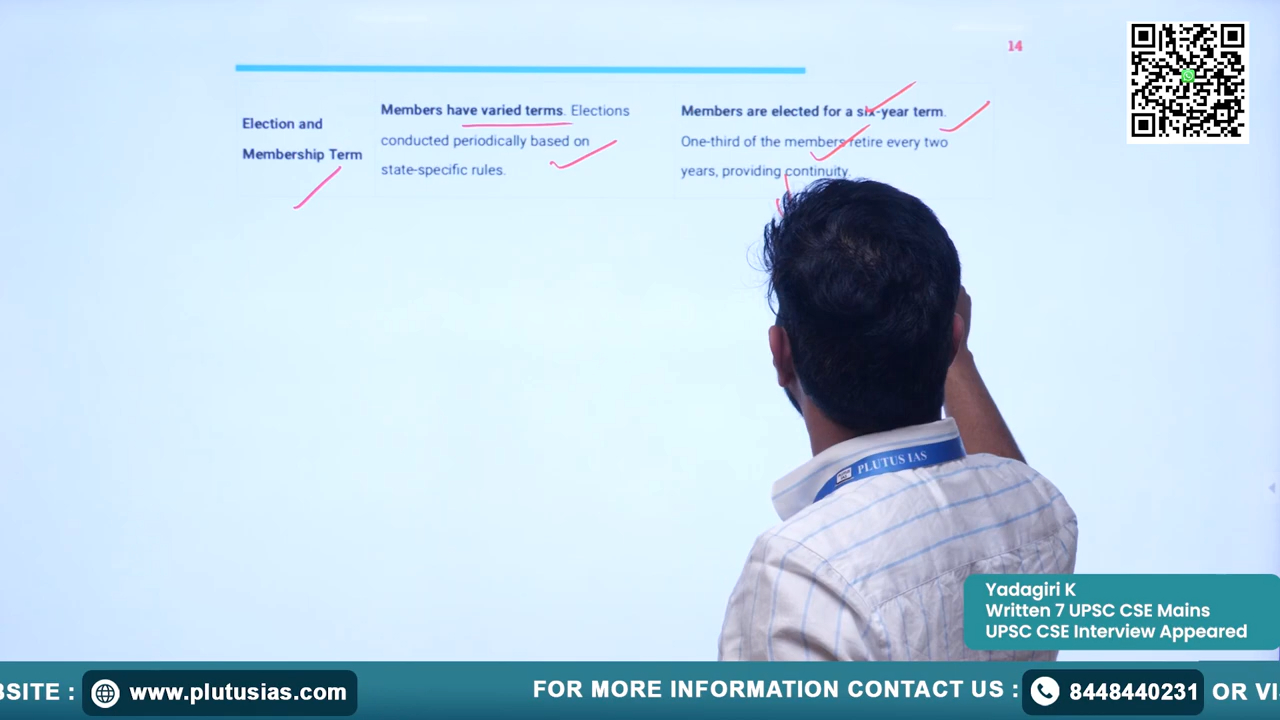 14
Election and
Membership Term
Members have varied terms. Elections
conducted periodically based on
state-specific rules.
Members are elected for a six-year term.
One-third of the members retire every two
years, providing continuity.
PLUTUS IAS
Yadagiri K
Written 7 UPSC CSE Mains
UPSC CSE Interview Appeared
BSITE : www.plutusias.com
FOR MORE INFORMATION CONTACT US : 8448440231 OR VI